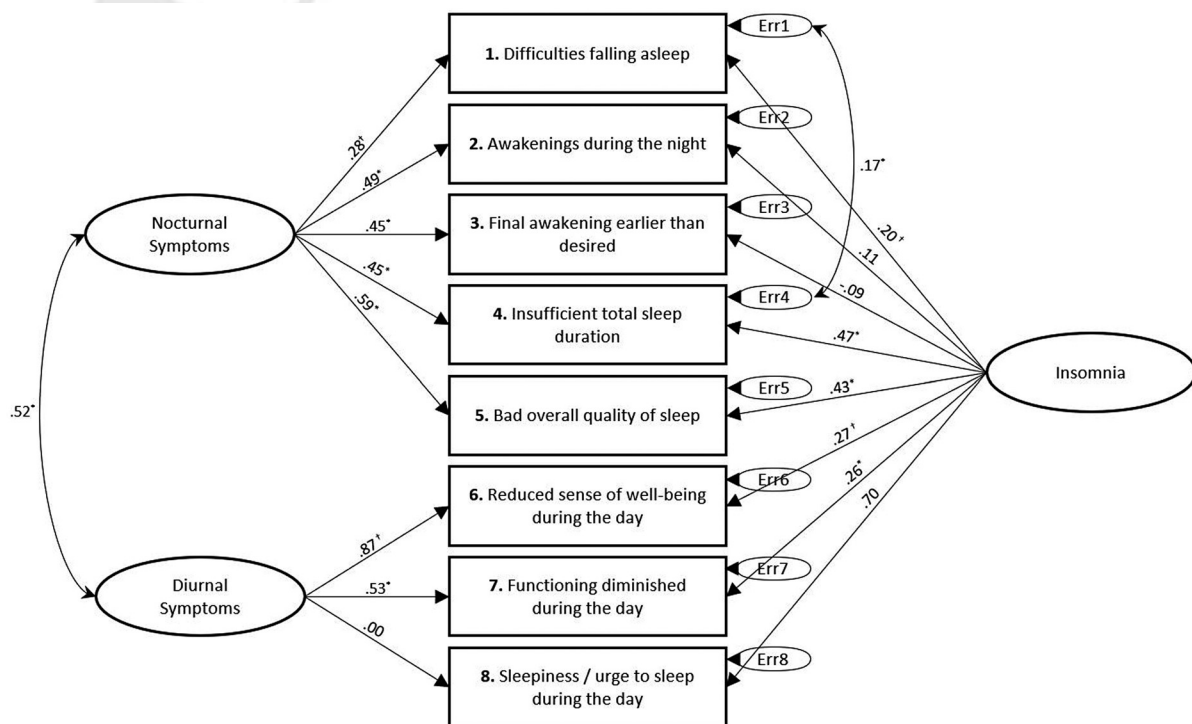 Err1
1. Difficulties falling asleep
Err2
2. Awakenings during the night
.28†
.49*
.17*
Nocturnal
Symptoms
Err3
3. Final awakening earlier than
desired
.45*
.20†
.11
-.09
.45*
.59*
Err4
4. Insufficient total sleep
duration
.47*
Insomnia
Err5
5. Bad overall quality of sleep
.43*
.52*
.27†
Err6
6. Reduced sense of well-being
during the day
.26*
.70
.87†
Diurnal
Symptoms
.53*
Err7
7. Functioning diminished
during the day
.00
Err8
8. Sleepiness / urge to sleep
during the day